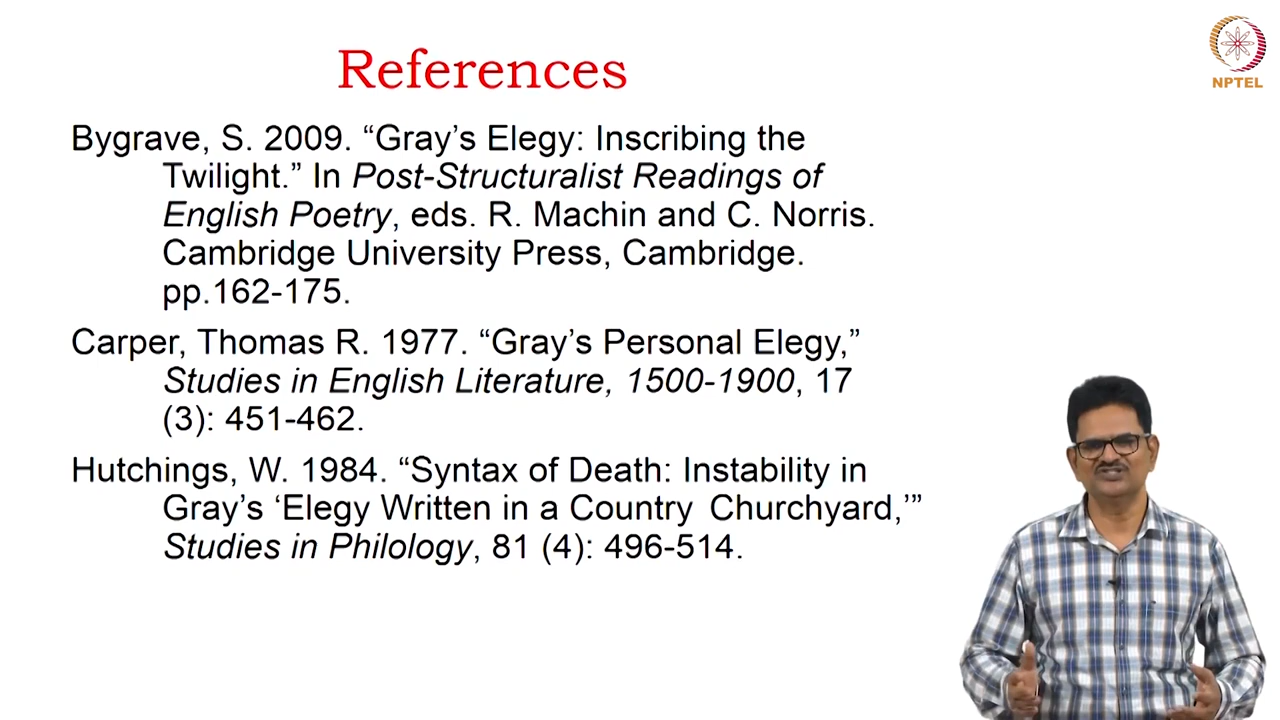 References
NPTEL
Bygrave, S. 2009. “Gray’s Elegy: Inscribing the
Twilight.” In Post-Structuralist Readings of
English Poetry, eds. R. Machin and C. Norris.
Cambridge University Press, Cambridge.
pp.162-175.
Carper, Thomas R. 1977. “Gray’s Personal Elegy,”
Studies in English Literature, 1500-1900, 17
(3): 451-462.
Hutchings, W. 1984. “Syntax of Death: Instability in
Gray’s ‘Elegy Written in a Country Churchyard,’”
Studies in Philology, 81 (4): 496-514.